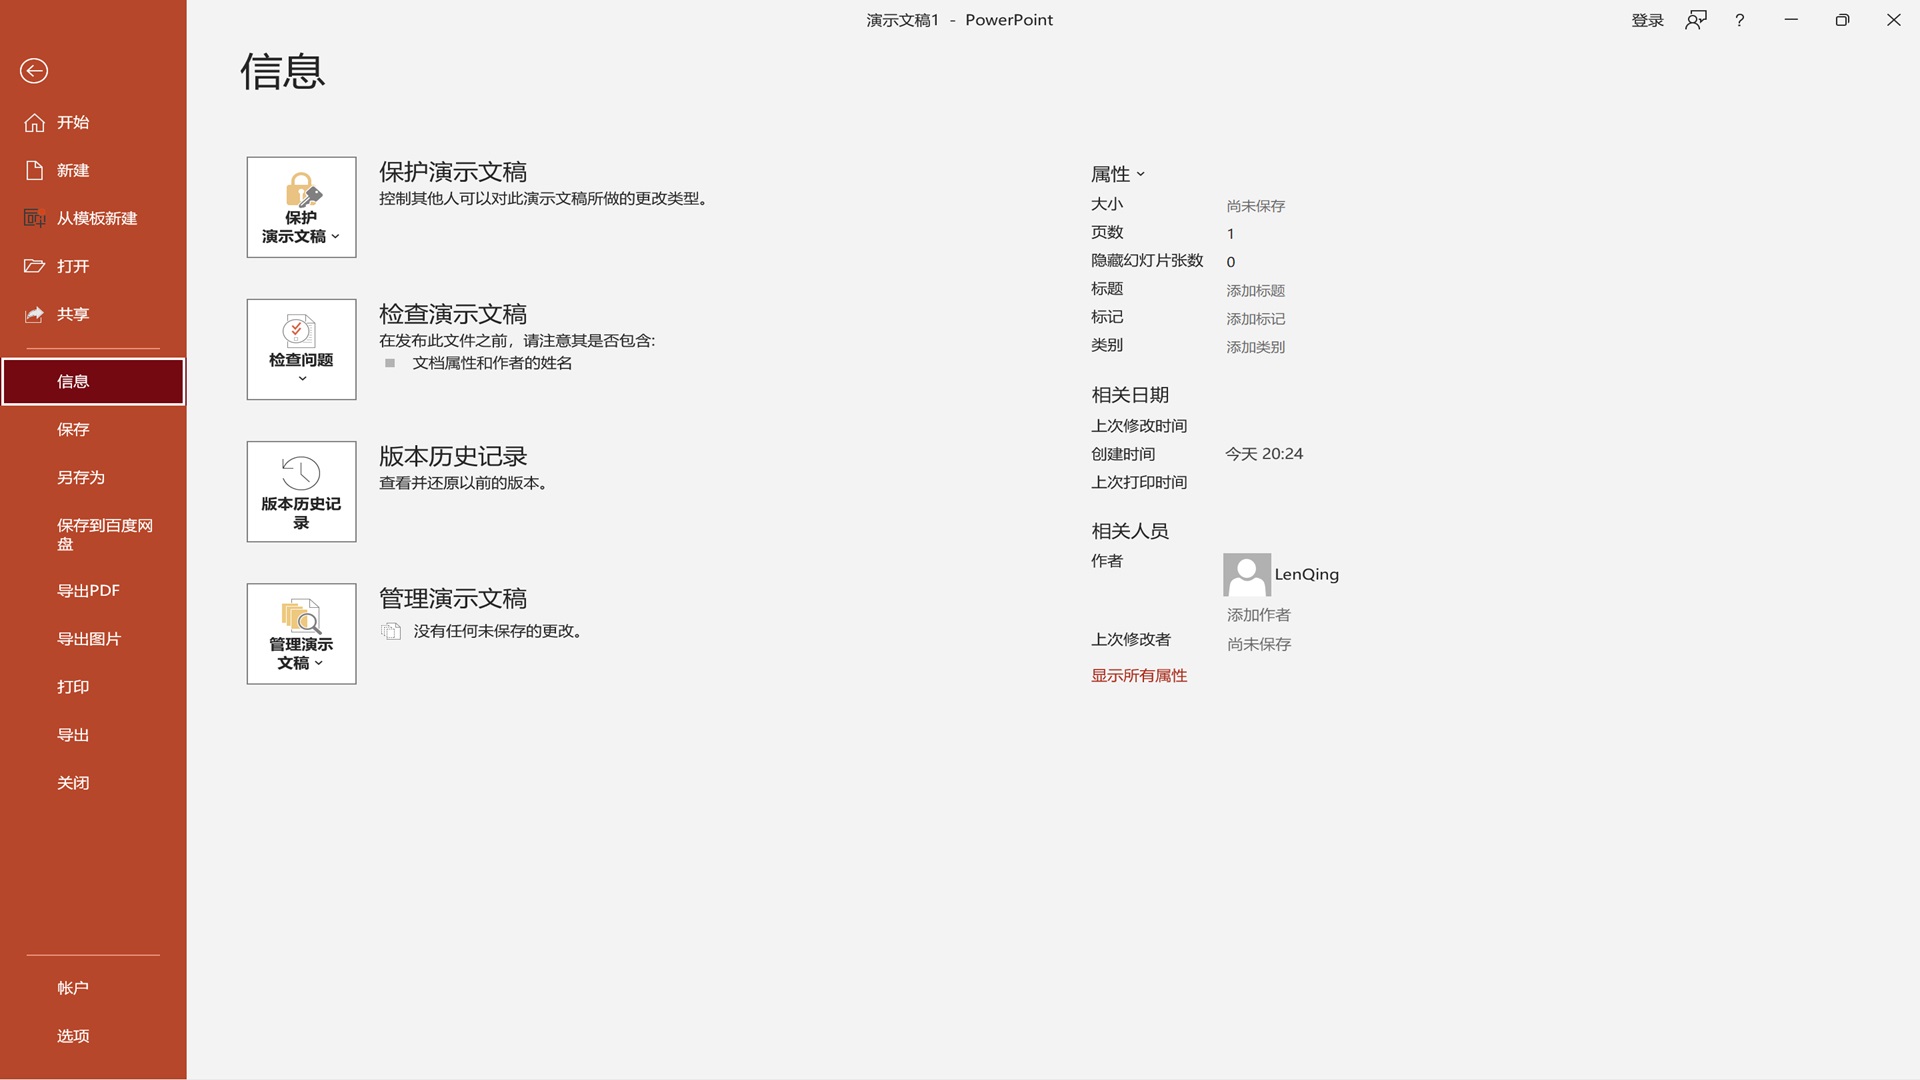 演示文稿1 - PowerPoint
登录
?
信息
开始
新建
从模板新建
打开
共享
信息
保存
另存为
保存到百度网
盘
导出PDF
导出图片
打印
导出
关闭
帐户
选项
保护
演示文稿
保护演示文稿
控制其他人可以对此演示文稿所做的更改类型。
检查问题
检查演示文稿
在发布此文件之前，请注意其是否包含:
文档属性和作者的姓名
版本历史记
录
版本历史记录
查看并还原以前的版本。
管理演示
文稿
管理演示文稿
没有任何未保存的更改。
属性
大小 尚未保存
页数 1
隐藏幻灯片张数 0
标题 添加标题
标记 添加标记
类别 添加类别
相关日期
上次修改时间
创建时间 今天 20:24
上次打印时间
相关人员
作者 LenQing
添加作者
上次修改者 尚未保存
显示所有属性